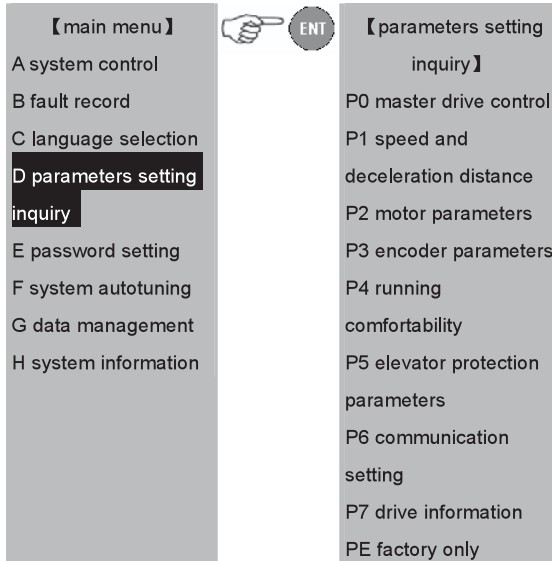 【main menu】
A system control
B fault record
C language selection
D parameters setting
inquiry
E password setting
F system autotuning
G data management
H system information
ENT
【parameters setting
inquiry】
P0 master drive control
P1 speed and
deceleration distance
P2 motor parameters
P3 encoder parameters
P4 running
comfortability
P5 elevator protection
parameters
P6 communication
setting
P7 drive information
PE factory only